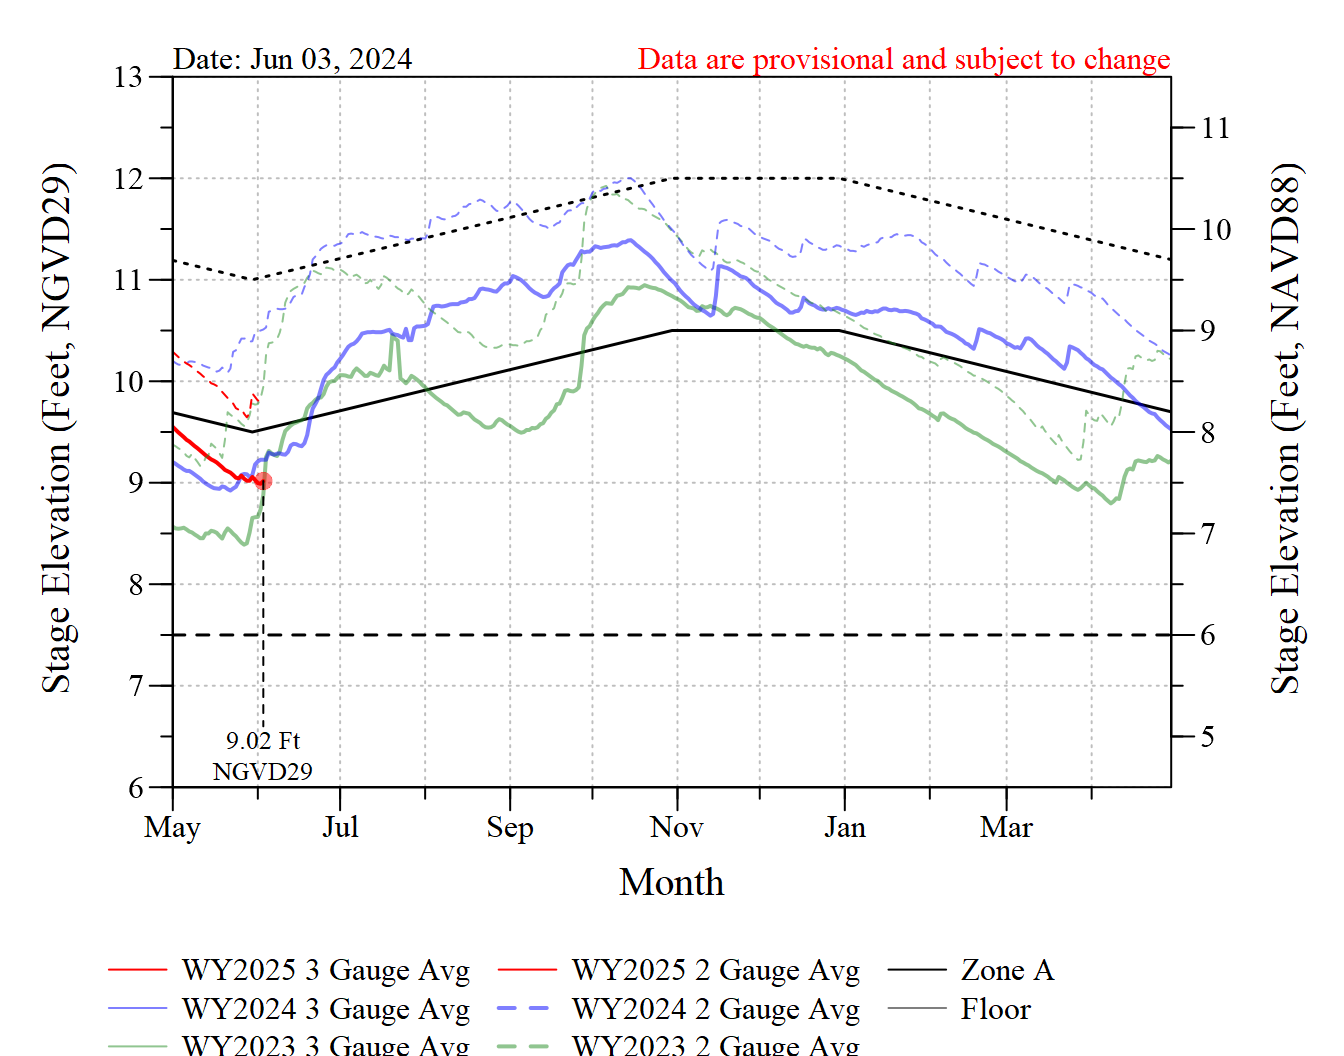 Date: Jun 03, 2024
Data are provisional and subject to change
Stage Elevation (Feet, NGVD29)
13
12
11
10
9
8
7
6
11
10
9
8
7
6
5
Stage Elevation (Feet, NAVD88)
9.02 Ft
NGVD29
May Jul Sep Nov Jan Mar
Month
WY2025 3 Gauge Avg WY2025 2 Gauge Avg Zone A
WY2024 3 Gauge Avg WY2024 2 Gauge Avg Floor
WY2023 3 Gauge Avg WY2023 2 Gauge Avg